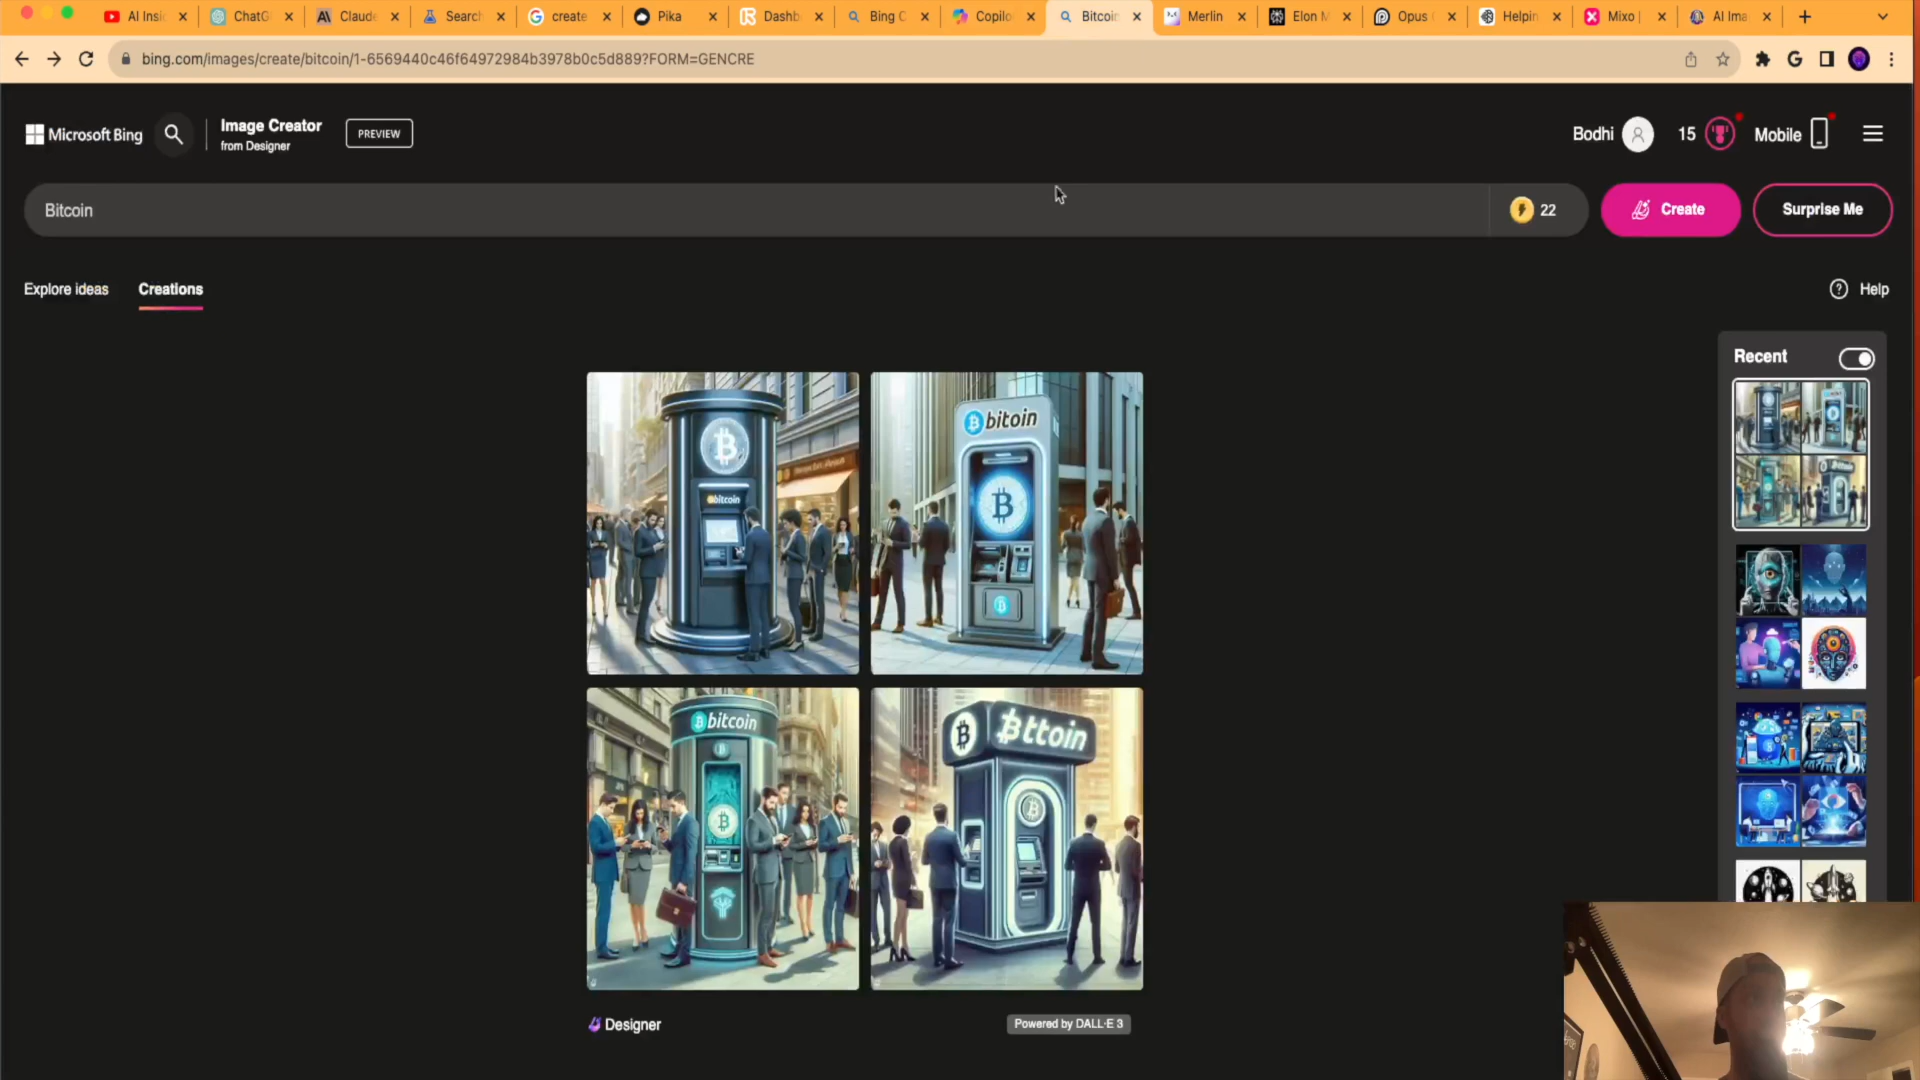 AI Insi
ChatG
Claude
Search
create
Pika
Dashb
Bing C
Copilo
Bitcoin
Merlin
Elon M
Opus
Helpin
Mixo |
AI Ima
bing.com/images/create/bitcoin/1-6569440c46f64972984b3978b0c5d889?FORM=GENCRE
Microsoft Bing
Image Creator
from Designer
PREVIEW
Bodhi
15
Mobile
Bitcoin
22
Create
Surprise Me
Explore ideas
Creations
Help
Recent
bitcoin
bitcoin
bitcoin
Bttoin
Designer
Powered by DALL·E 3